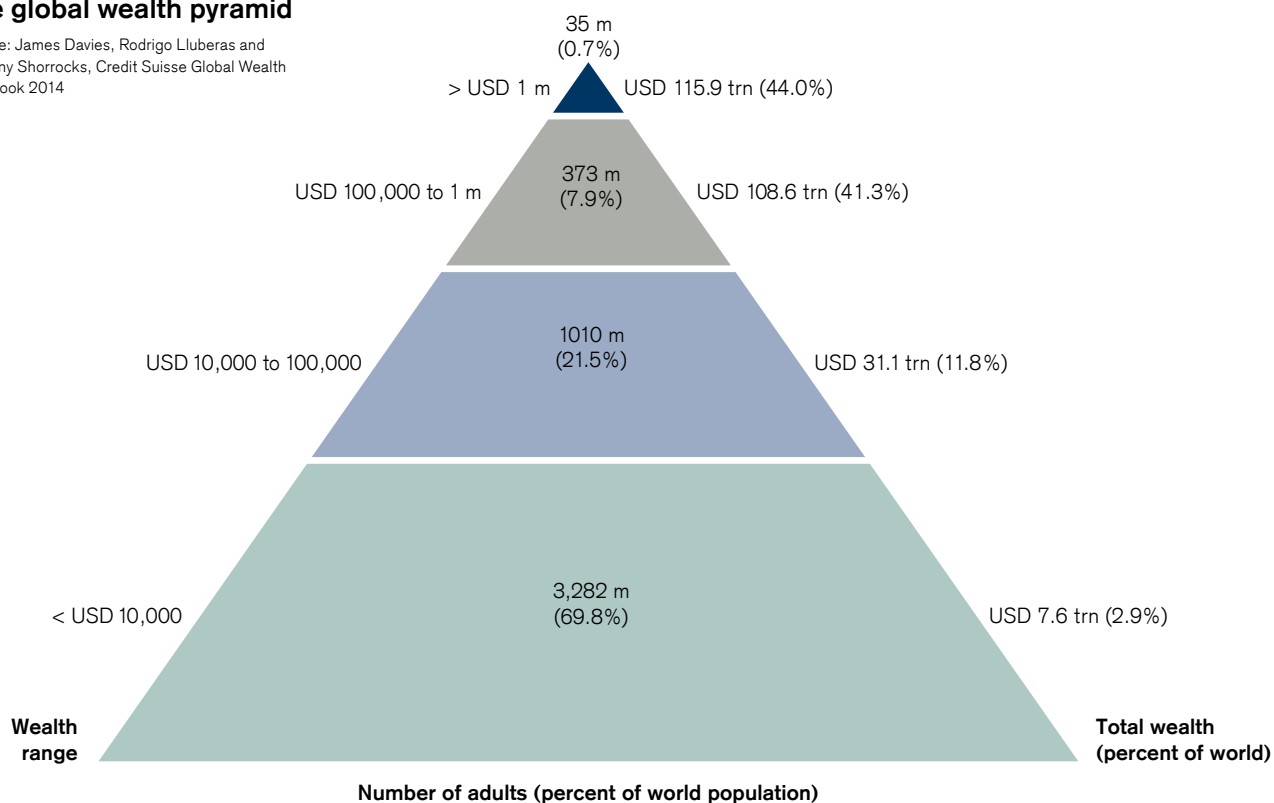 global wealth pyramid
James Davies, Rodrigo Lluberas and
Shorrocks, Credit Suisse Global Wealth
2014
35 m
(0.7%)
> USD 1 m
USD 115.9 trn (44.0%)
373 m
(7.9%)
USD 100,000 to 1 m
USD 108.6 trn (41.3%)
1010 m
(21.5%)
USD 10,000 to 100,000
USD 31.1 trn (11.8%)
3,282 m
(69.8%)
< USD 10,000
USD 7.6 trn (2.9%)
Wealth
range
Total wealth
(percent of world)
Number of adults (percent of world population)